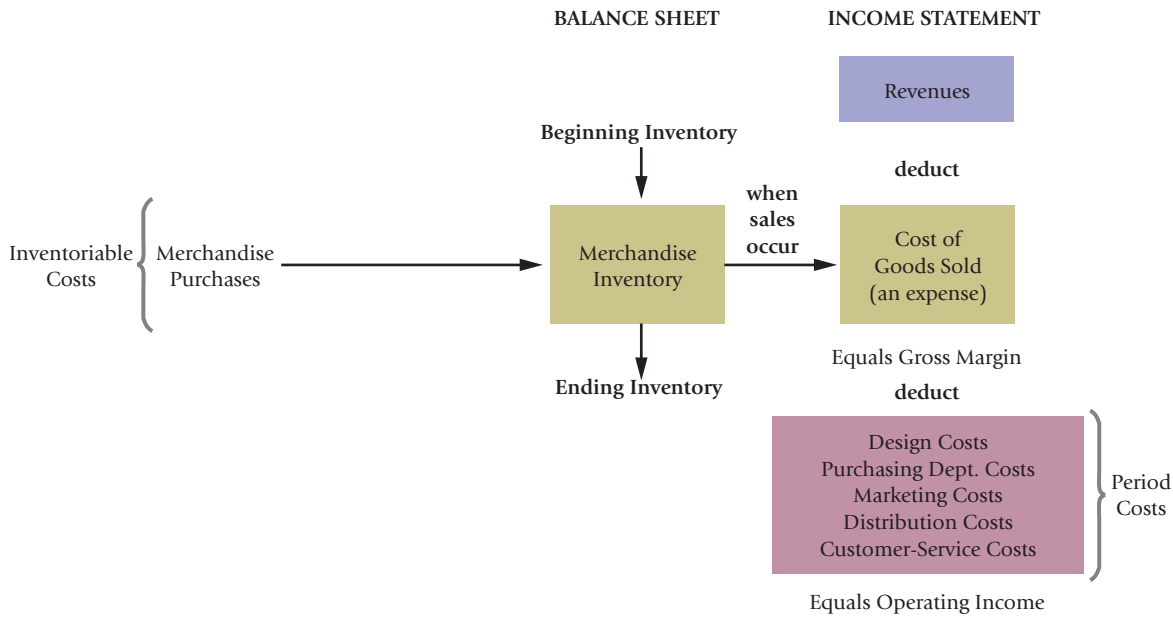 BALANCE SHEET
INCOME STATEMENT
Revenues
Beginning Inventory
deduct
when
sales
occur
Inventoriable
Costs
Merchandise
Purchases
Merchandise
Inventory
Cost of
Goods Sold
(an expense)
Equals Gross Margin
Ending Inventory
deduct
Design Costs
Purchasing Dept. Costs
Marketing Costs
Distribution Costs
Customer-Service Costs
Period
Costs
Equals Operating Income